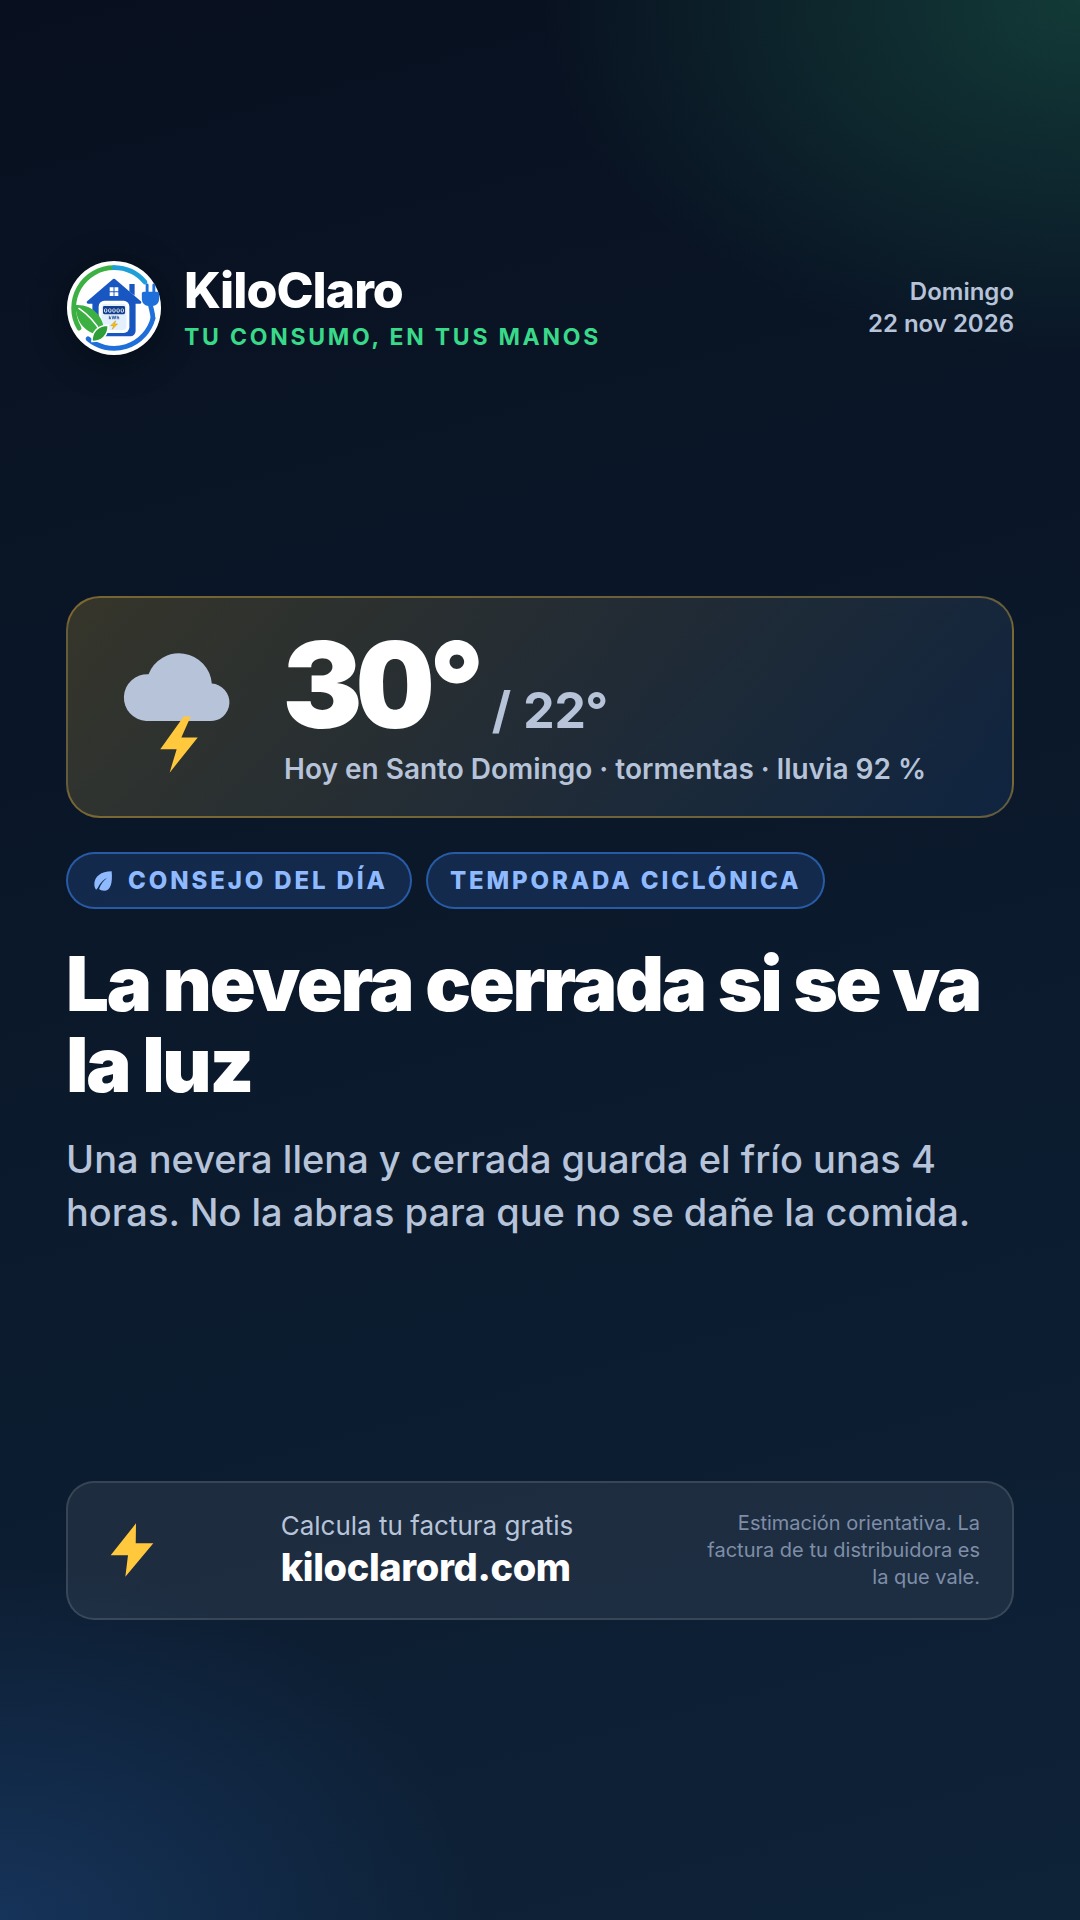 KiloClaro
TU CONSUMO, EN TUS MANOS
Domingo
22 nov 2026
00000
kWh
30° / 22°
Hoy en Santo Domingo · tormentas · lluvia 92 %
CONSEJO DEL DÍA
TEMPORADA CICLÓNICA
La nevera cerrada si se va
la luz
Una nevera llena y cerrada guarda el frío unas 4
horas. No la abras para que no se dañe la comida.
Calcula tu factura gratis
kiloclarord.com
Estimación orientativa. La
factura de tu distribuidora es
la que vale.